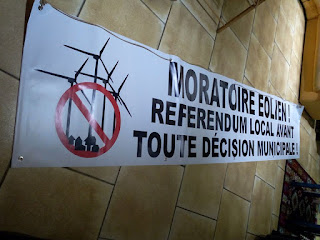 MORATOIRE EOLIEN !
REFERENDUM LOCAL AVANT
TOUTE DÉCISION MUNICIPALE !